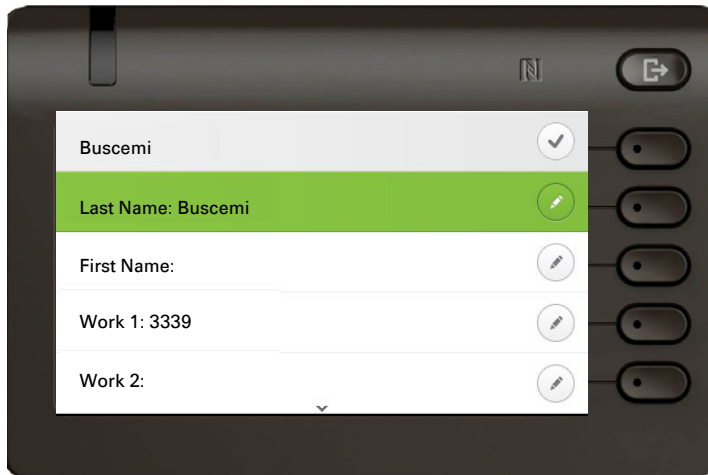 Buscemi
Last Name: Buscemi
First Name:
Work 1: 3339
Work 2: